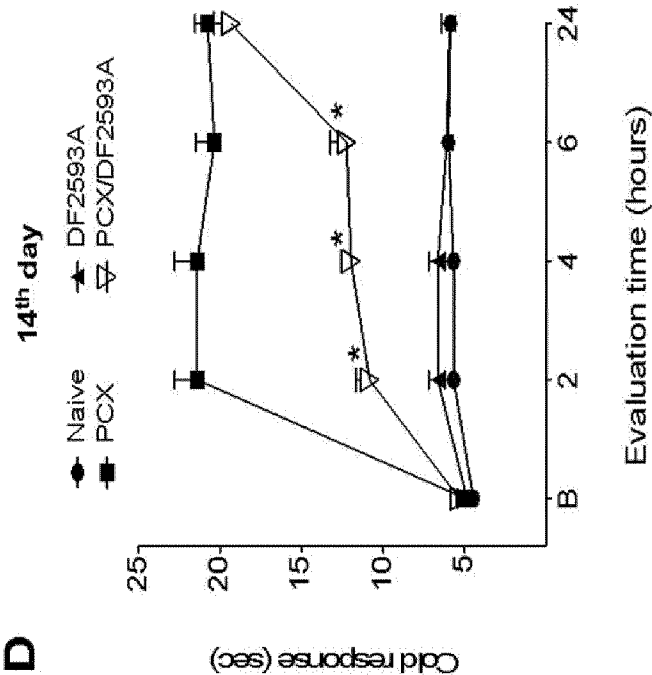 D
14th day
Naive
DF2593A
PCX
PCX/DF2593A
25
20
15
10
5
Cold response (sec)
*
*
*
B
2
4
6
24
Evaluation time (hours)